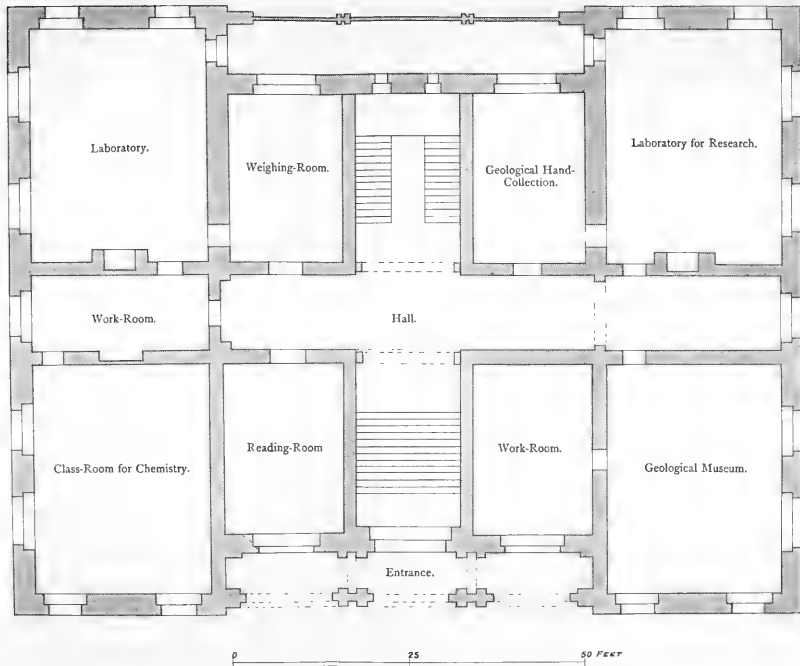 Laboratory.
Weighing-Room.
Geological Hand-
Collection.
Laboratory for Research.
Work-Room.
Hall.
Class-Room for Chemistry.
Reading-Room
Work-Room.
Geological Museum.
Entrance.
0 25 50 FEET